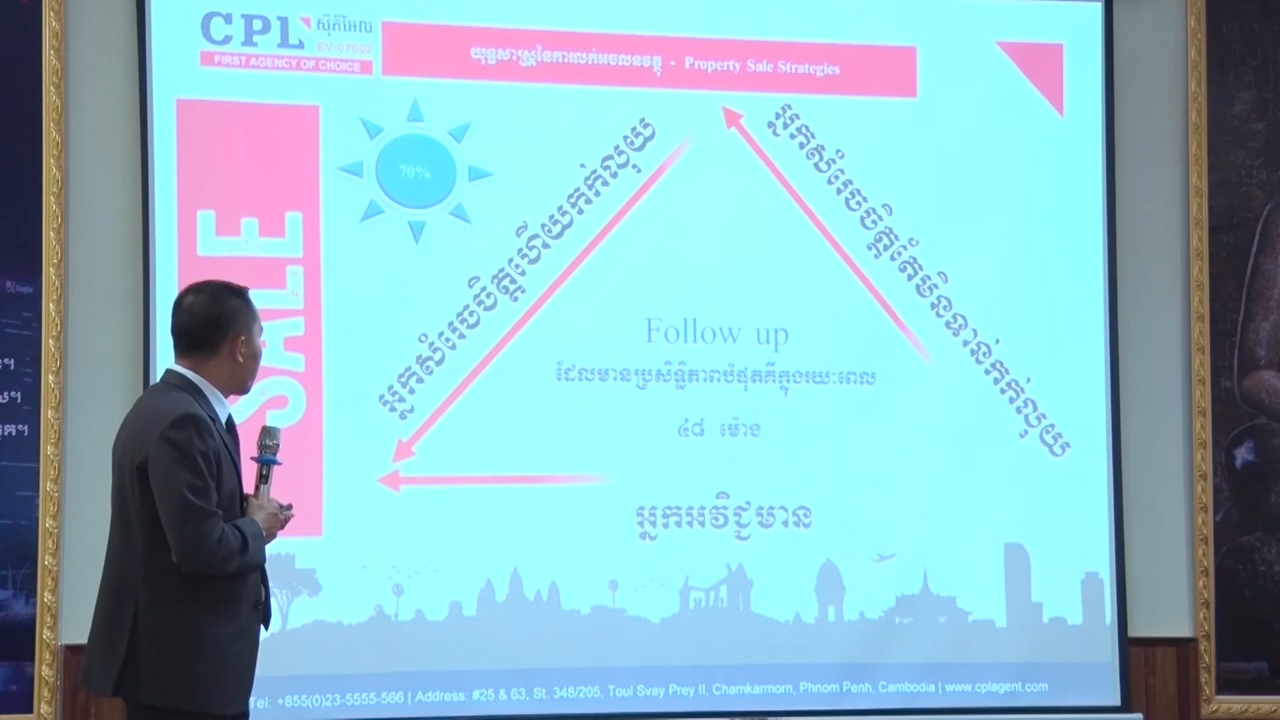 CPL ស៊ីភីអែល
EV-07002
FIRST AGENCY OF CHOICE
យុទ្ធសាស្ត្រនៃការលក់អចលនវត្ថុ - Property Sale Strategies
SALE
70%
អ្នកសំរេចចិត្តហើយកក់លុយ
អ្នកសំរេចចិត្តតែមិនទាន់កក់លុយ
Follow up
ដែលមានប្រសិទ្ធិភាពបំផុតគឺក្នុងរយៈពេល
៤៨ ម៉ោង
អ្នកអវិជ្ជមាន
Tel: +855(0)23-5555-566 | Address: #25 & 63, St. 348/205, Toul Svay Prey II, Chamkarmorn, Phnom Penh, Cambodia | www.cplagent.com